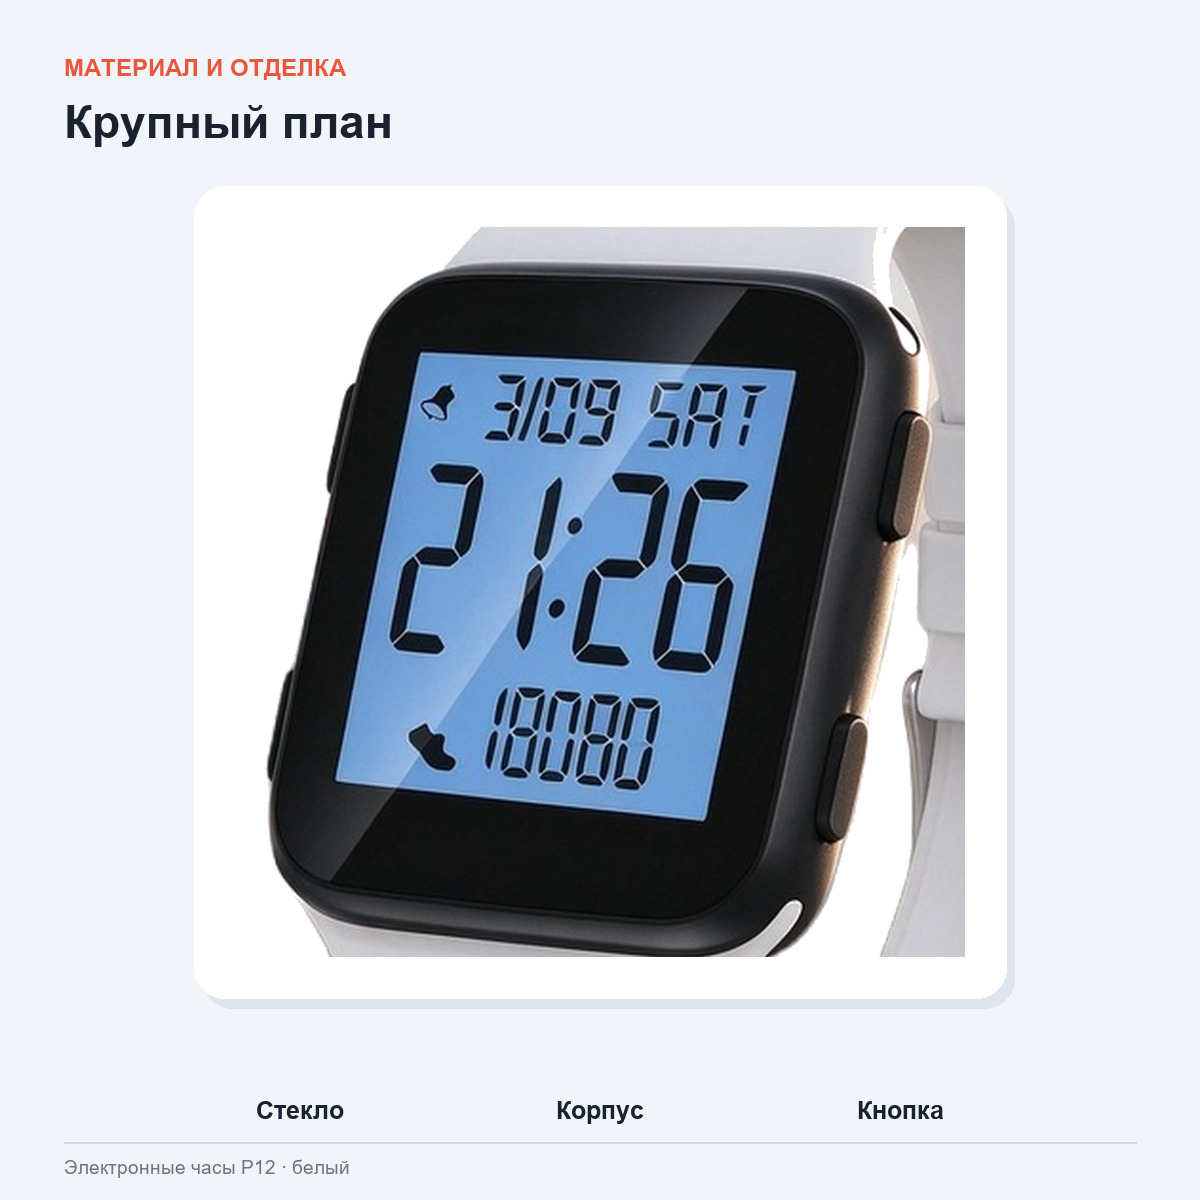 МАТЕРИАЛ И ОТДЕЛКА
Крупный план
3/09 SAT
21:26
18080
Стекло Корпус Кнопка
Электронные часы P12 · белый